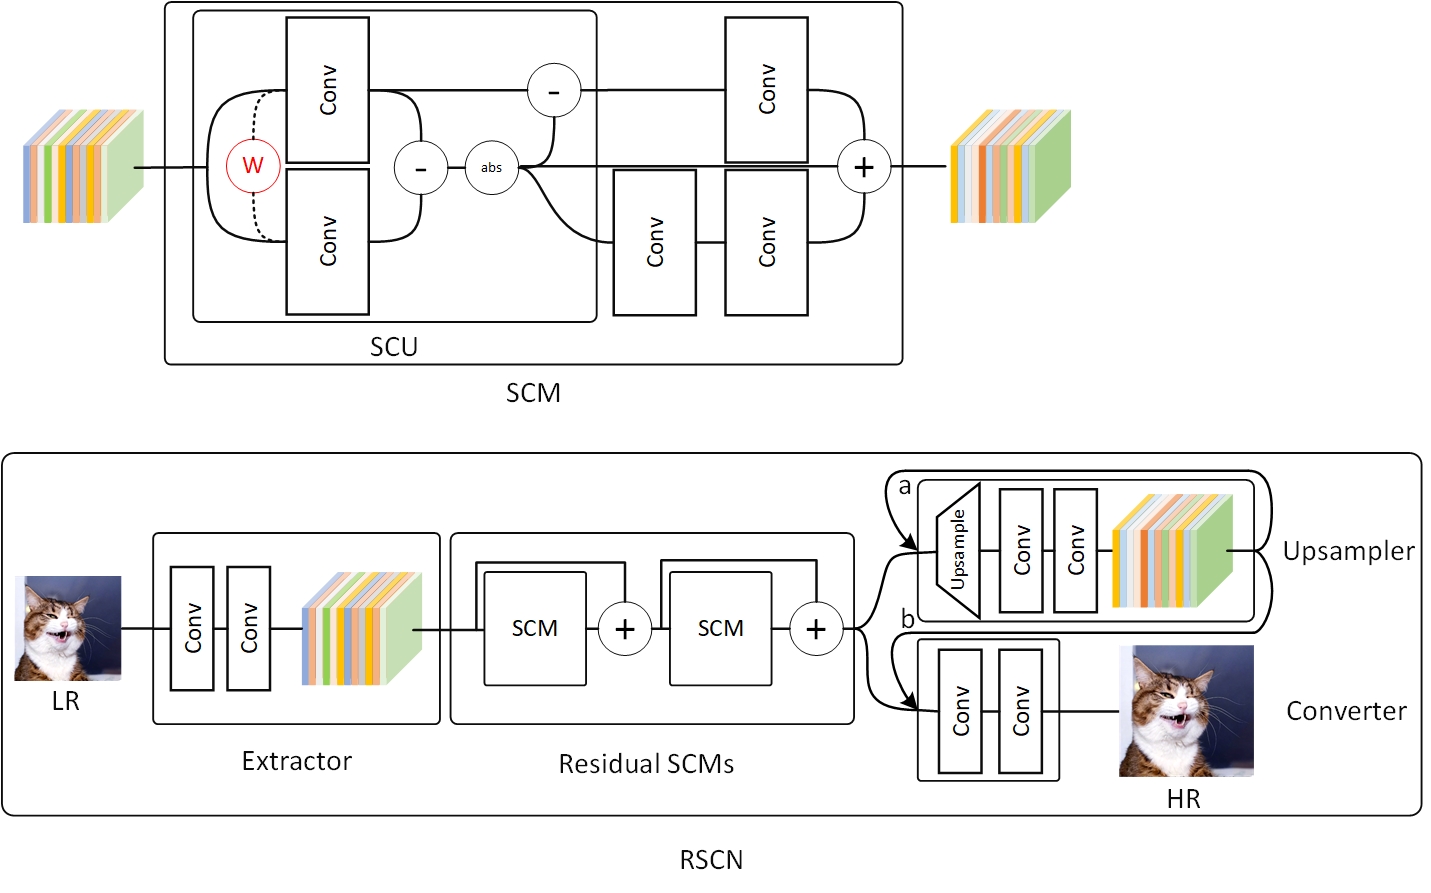 Conv
Conv
W
-
-
abs
+
Conv
Conv
Conv
SCU
SCM
a
Upsample
Conv
Conv
Upsampler
b
LR
Conv
Conv
SCM
+
SCM
+
Conv
Conv
Converter
Extractor
Residual SCMs
HR
RSCN